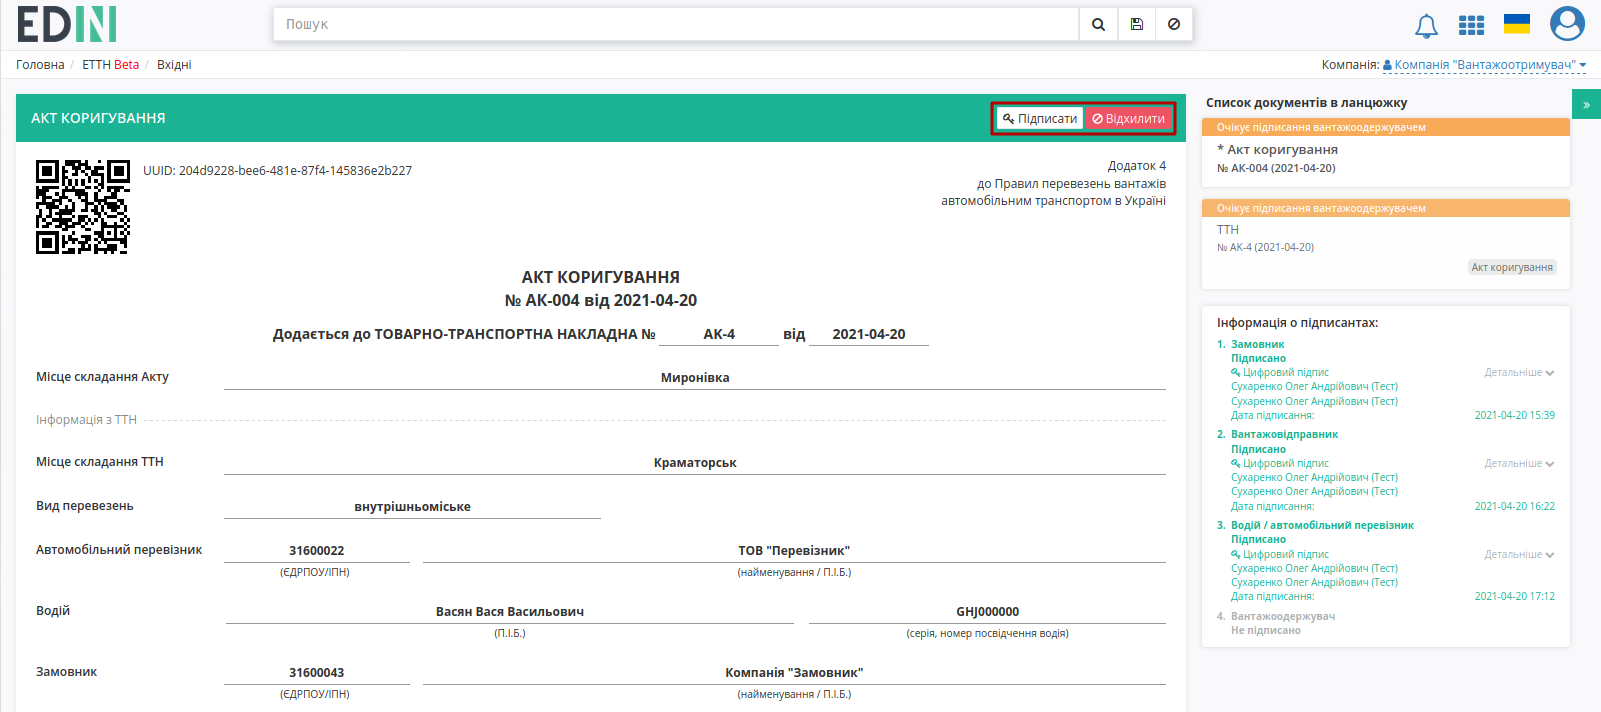 EDIN
Пошук
Головна / ЕТТН Beta / Вхідні
Компанія: Компанія "Вантажоотримувач"
АКТ КОРИГУВАННЯ
Підписати
Відхилити
UUID: 204d9228-bee6-481e-87f4-145836e2b227
Додаток 4
до Правил перевезень вантажів
автомобільним транспортом в Україні
АКТ КОРИГУВАННЯ
№ АК-004 від 2021-04-20
Додається до ТОВАРНО-ТРАНСПОРТНА НАКЛАДНА № АК-4 від 2021-04-20
Місце складання Акту Миронівка
Інформація з ТТН
Місце складання ТТН Краматорськ
Вид перевезень внутрішньоміське
Автомобільний перевізник 31600022 ТОВ "Перевізник"
(ЄДРПОУ/ІПН) (найменування / П.І.Б.)
Водій Васян Вася Васильович GHJ000000
(П.І.Б.) (серія, номер посвідчення водія)
Замовник 31600043 Компанія "Замовник"
(ЄДРПОУ/ІПН) (найменування / П.І.Б.)
Список документів в ланцюжку
»
Очікує підписання вантажоодержувачем
* Акт коригування
№ АК-004 (2021-04-20)
Очікує підписання вантажоодержувачем
ТТН
№ АК-4 (2021-04-20)
Акт коригування
Інформація о підписантах:
1. Замовник
Підписано
Цифровий підпис Детальніше
Сухаренко Олег Андрійович (Тест)
Сухаренко Олег Андрійович (Тест)
Дата підписання: 2021-04-20 15:39
2. Вантажовідправник
Підписано
Цифровий підпис Детальніше
Сухаренко Олег Андрійович (Тест)
Сухаренко Олег Андрійович (Тест)
Дата підписання: 2021-04-20 16:22
3. Водій / автомобільний перевізник
Підписано
Цифровий підпис Детальніше
Сухаренко Олег Андрійович (Тест)
Сухаренко Олег Андрійович (Тест)
Дата підписання: 2021-04-20 17:12
4. Вантажоодержувач
Не підписано